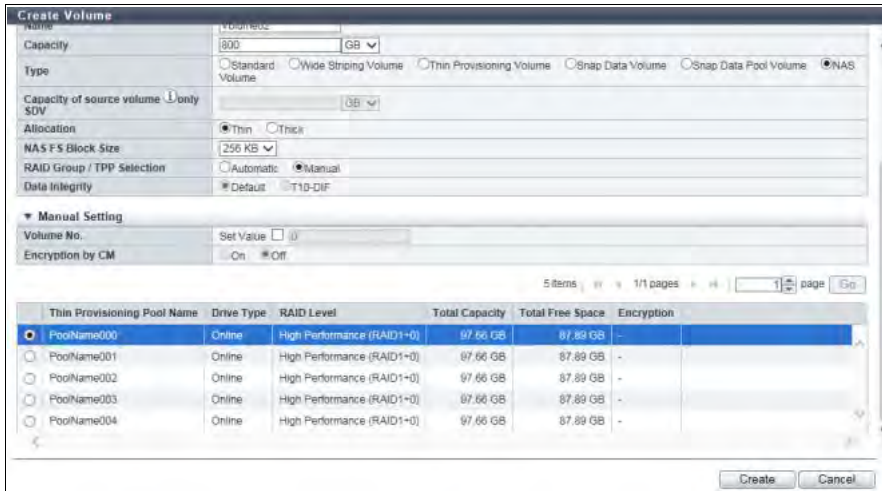 Create Volume
Name Volume02
Capacity 800 GB
Type Standard Volume Wide Striping Volume Thin Provisioning Volume Snap Data Volume Snap Data Pool Volume NAS
Capacity of source volume only SDV GB
Allocation Thin Thick
NAS FS Block Size 256 KB
RAID Group / TPP Selection Automatic Manual
Data Integrity Default T10-DIF
Manual Setting
Volume No. Set Value 0
Encryption by CM On Off
5 items 1/1 pages 1 page Go
Thin Provisioning Pool Name Drive Type RAID Level Total Capacity Total Free Space Encryption
PoolName000 Online High Performance (RAID1+0) 97.66 GB 87.89 GB -
PoolName001 Online High Performance (RAID1+0) 97.66 GB 87.89 GB -
PoolName002 Online High Performance (RAID1+0) 97.66 GB 87.89 GB -
PoolName003 Online High Performance (RAID1+0) 97.66 GB 87.89 GB -
PoolName004 Online High Performance (RAID1+0) 97.66 GB 87.89 GB -
Create Cancel